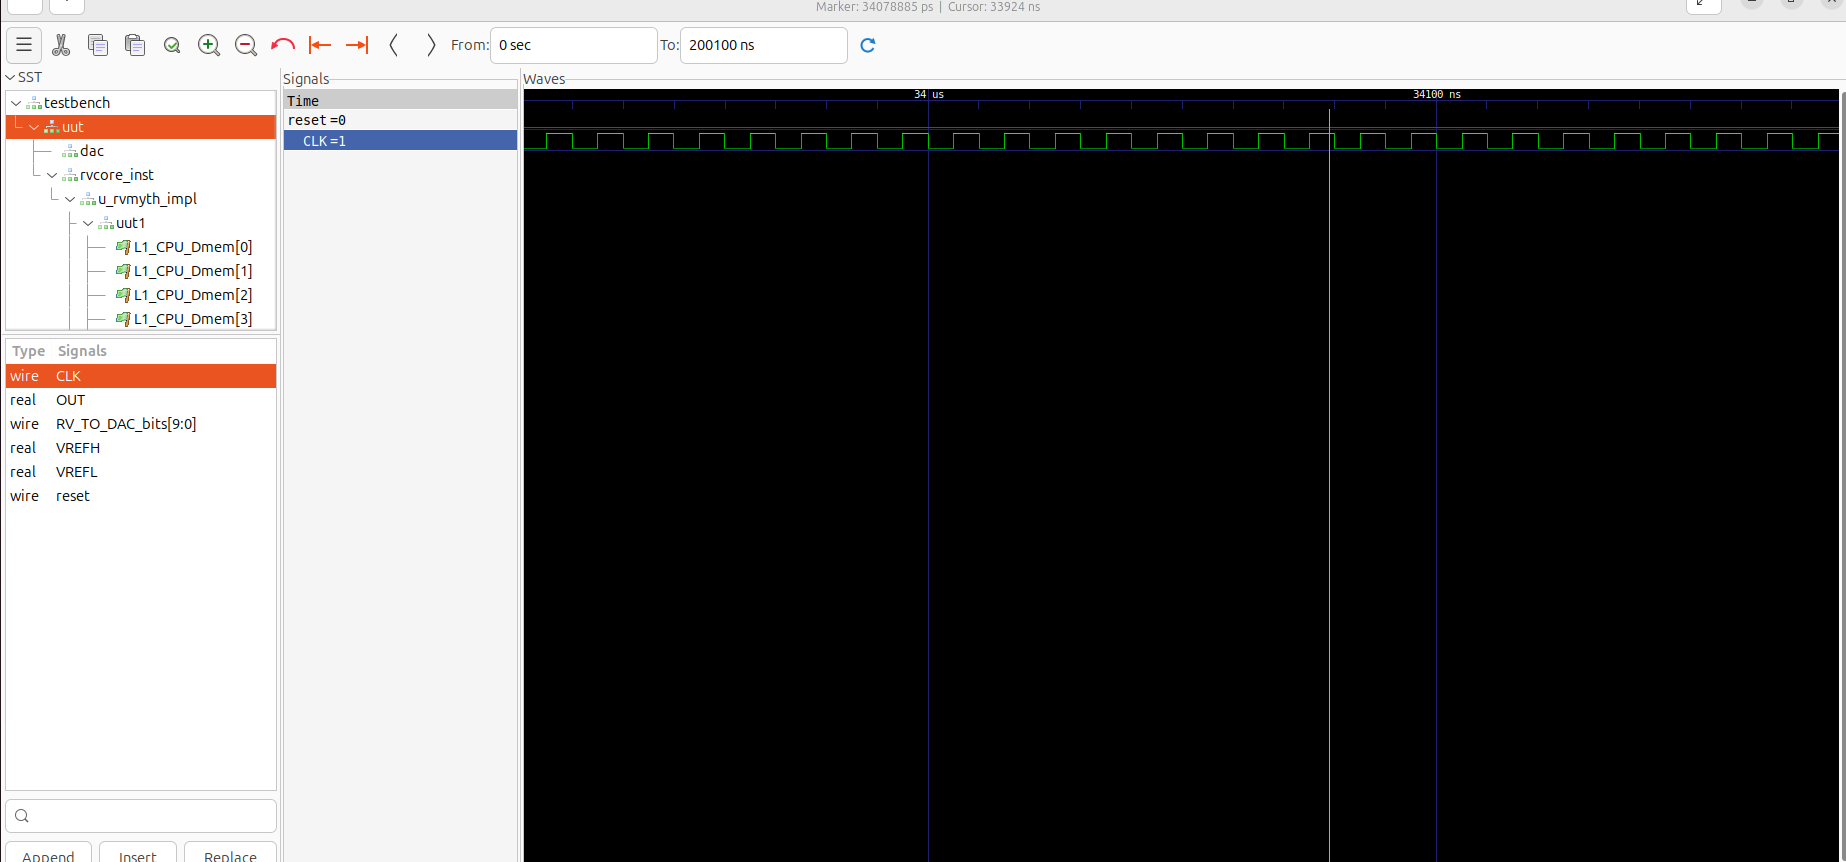 Marker: 34078885 ps | Cursor: 33924 ns
From: 0 sec To: 200100 ns
SST
testbench
uut
dac
rvcore_inst
u_rvmyth_impl
uut1
L1_CPU_Dmem[0]
L1_CPU_Dmem[1]
L1_CPU_Dmem[2]
L1_CPU_Dmem[3]
Type Signals
wire CLK
real OUT
wire RV_TO_DAC_bits[9:0]
real VREFH
real VREFL
wire reset
Append Insert Replace
Signals
Time
reset =0
CLK =1
Waves
34 us 34100 ns